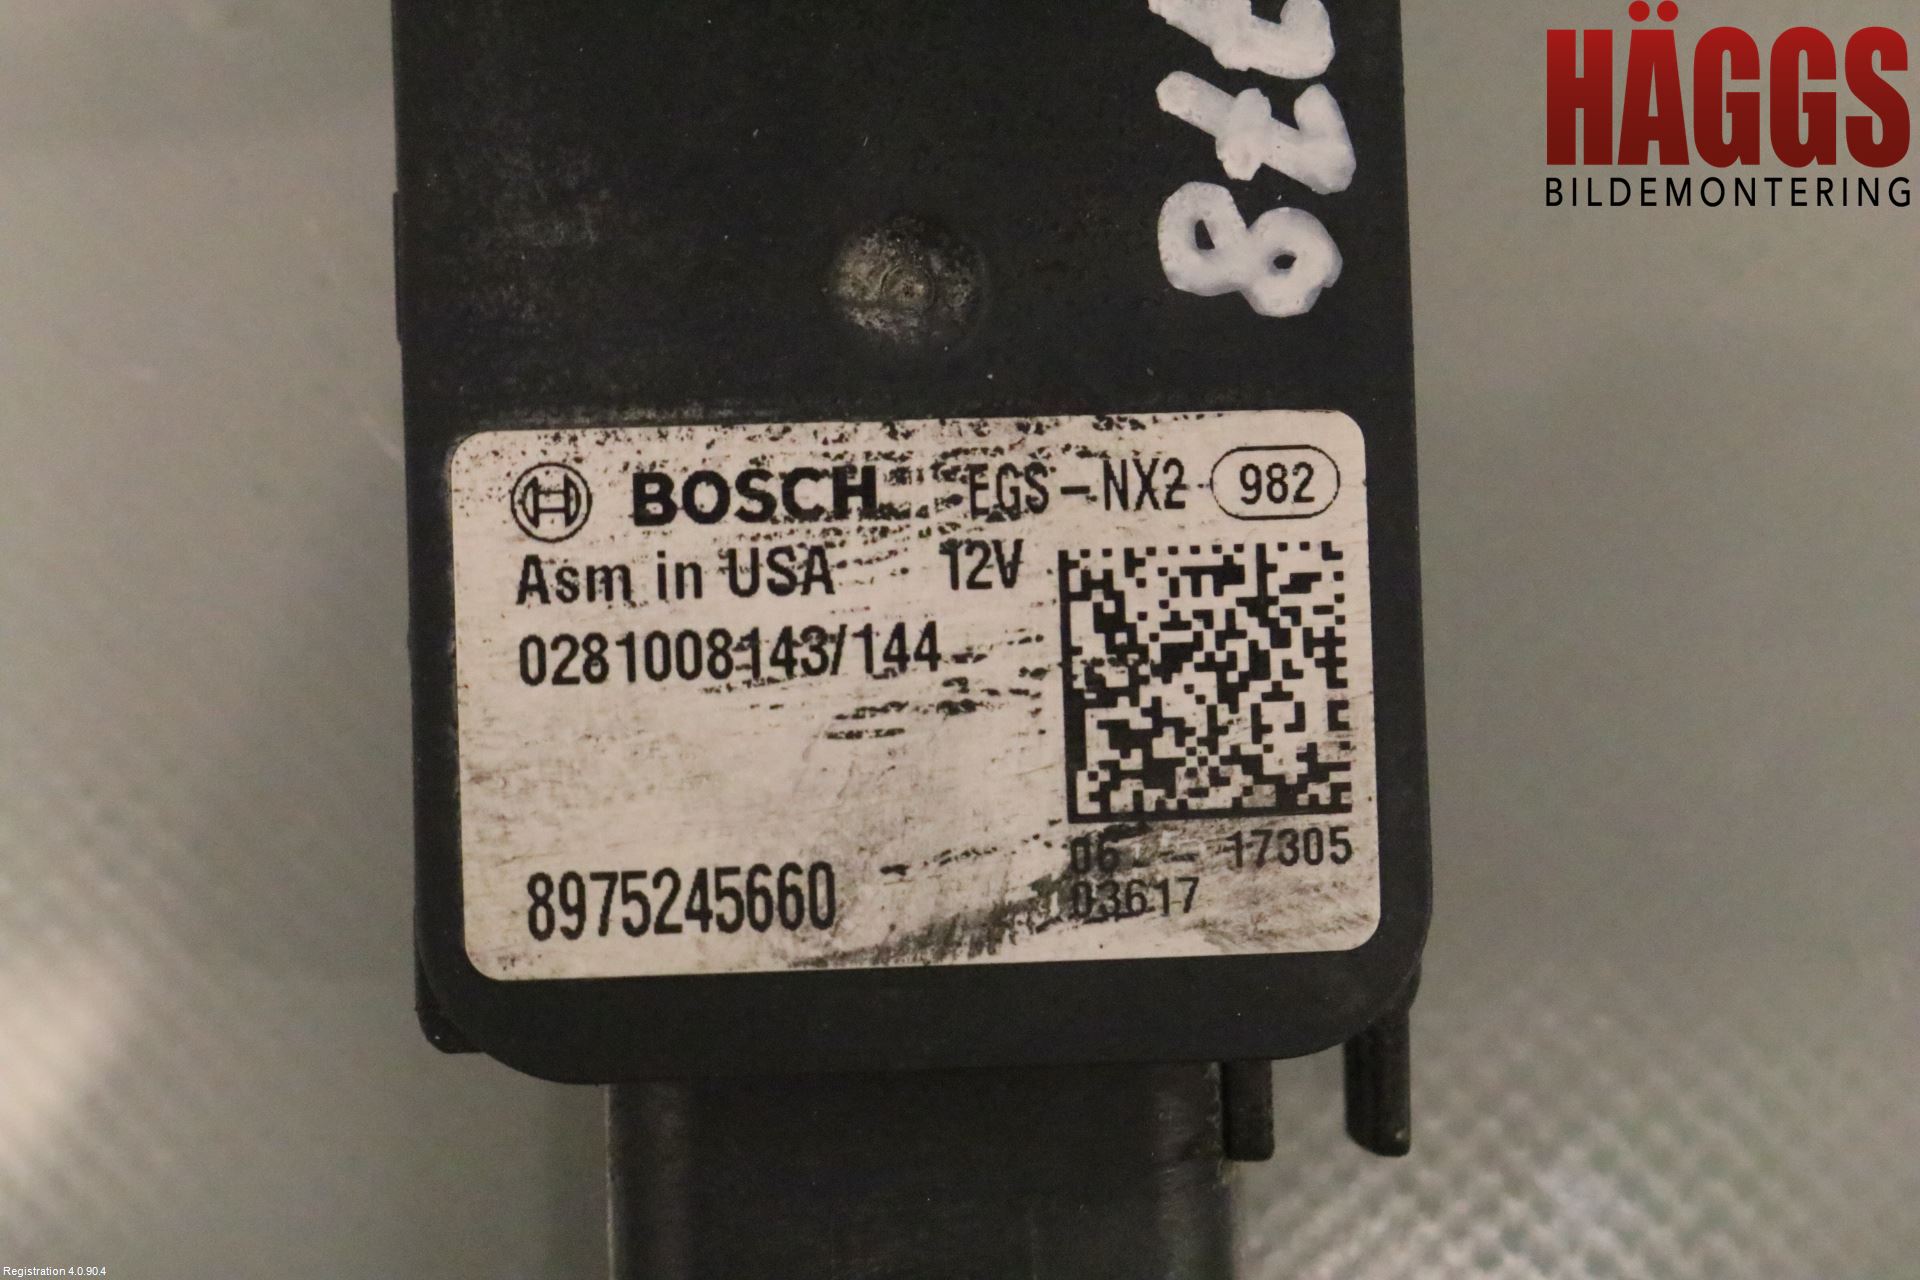 HÄGGS
BILDEMONTERING
778
BOSCH EGS-NX2 982
Asm in USA 12V
0281008143/144
06 - 17305
03617
8975245660
Registration 4.0.90.4